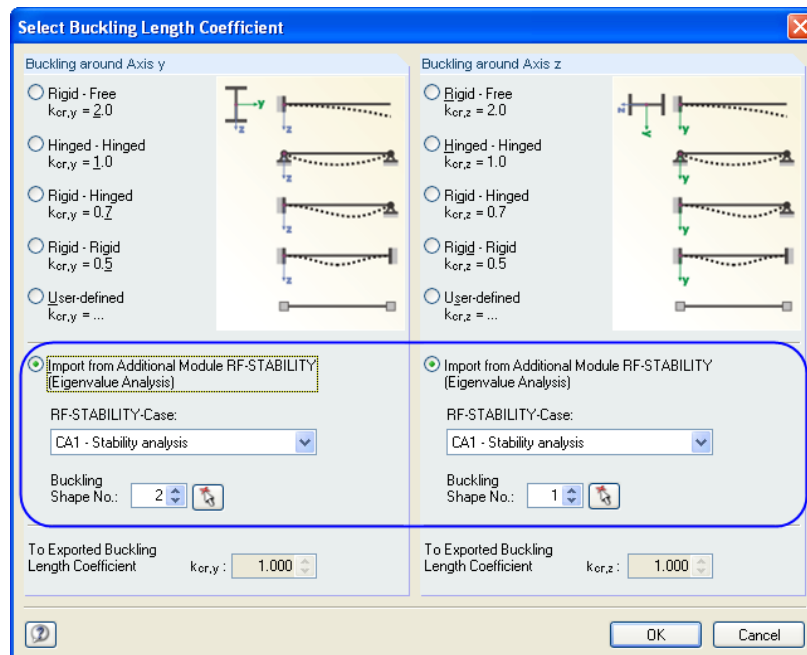 Select Buckling Length Coefficient
Buckling around Axis y
Rigid - Free
kcr,y = 2.0
Hinged - Hinged
kcr,y = 1.0
Rigid - Hinged
kcr,y = 0.7
Rigid - Rigid
kcr,y = 0.5
User-defined
kcr,y = ...
y
z
z
z
z
z
Import from Additional Module RF-STABILITY
(Eigenvalue Analysis)
RF-STABILITY-Case:
CA1 - Stability analysis
Buckling
Shape No.: 2
To Exported Buckling
Length Coefficient kcr,y : 1.000
Buckling around Axis z
Rigid - Free
kcr,z = 2.0
Hinged - Hinged
kcr,z = 1.0
Rigid - Hinged
kcr,z = 0.7
Rigid - Rigid
kcr,z = 0.5
User-defined
kcr,z = ...
z
y
y
y
y
y
Import from Additional Module RF-STABILITY
(Eigenvalue Analysis)
RF-STABILITY-Case:
CA1 - Stability analysis
Buckling
Shape No.: 1
To Exported Buckling
Length Coefficient kcr,z : 1.000
OK
Cancel